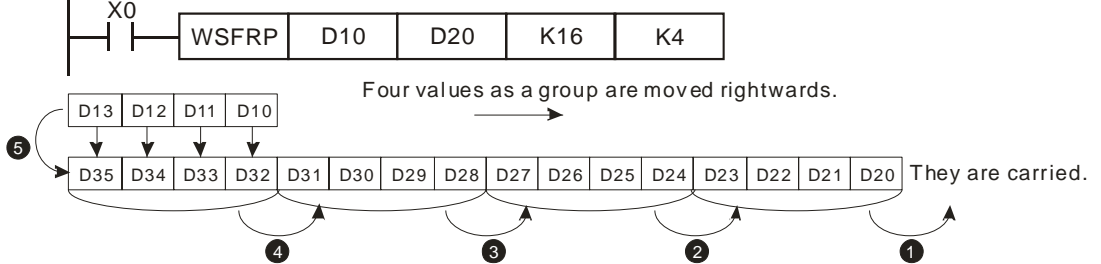 X0
WSFRP D10 D20 K16 K4
Four values as a group are moved rightwards.
D13 D12 D11 D10
5
D35 D34 D33 D32 D31 D30 D29 D28 D27 D26 D25 D24 D23 D22 D21 D20 They are carried.
4 3 2 1